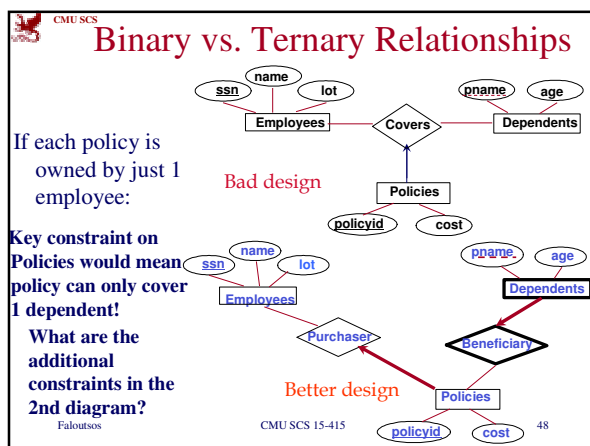 CMU SCS
Binary vs. Ternary Relationships
name
ssn
lot
pname
age
Employees
Covers
Dependents
If each policy is
owned by just 1
employee:
Bad design
Policies
policyid
cost
Key constraint on
Policies would mean
policy can only cover
1 dependent!
name
ssn
lot
pname
age
Employees
Dependents
What are the
additional
constraints in the
2nd diagram?
Purchaser
Beneficiary
Better design
Policies
policyid
cost
Faloutsos
CMU SCS 15-415
48